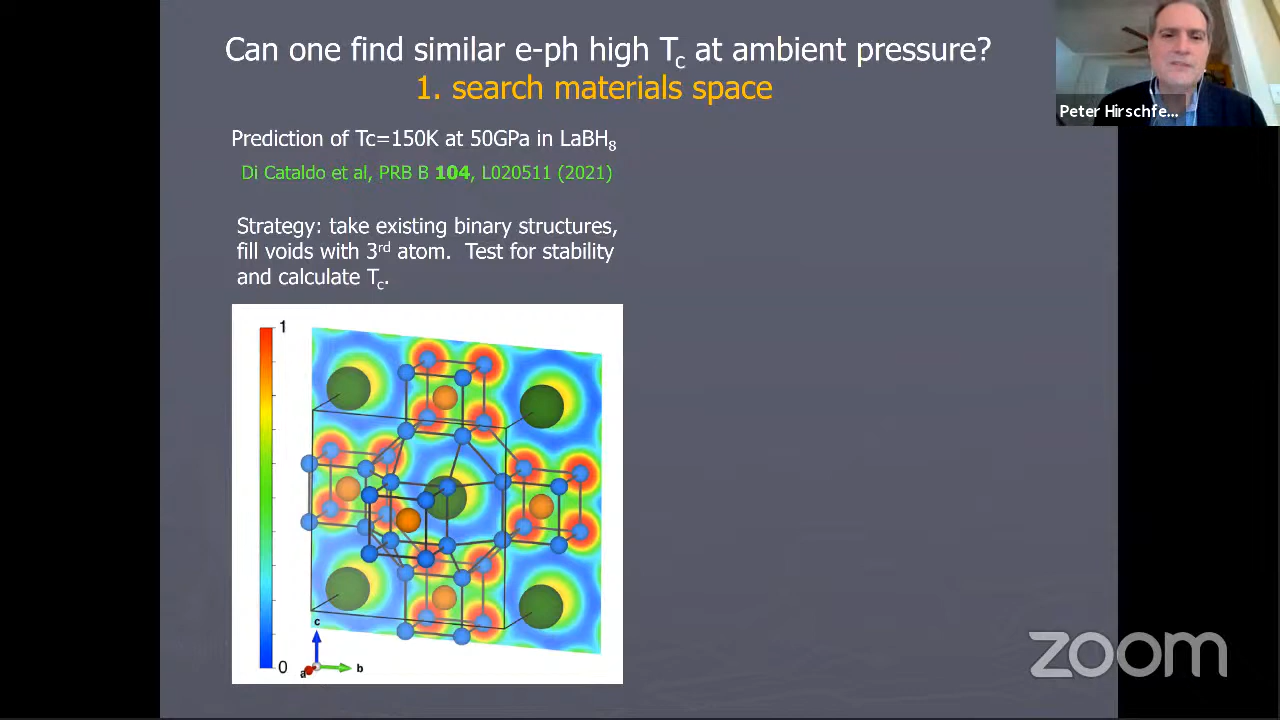 Can one find similar e-ph high Tc at ambient pressure?
1. search materials space
Peter Hirschfe...
Prediction of Tc=150K at 50GPa in LaBH8
Di Cataldo et al, PRB B 104, L020511 (2021)
Strategy: take existing binary structures,
fill voids with 3rd atom. Test for stability
and calculate Tc.
1
0
c
a
b
zoom